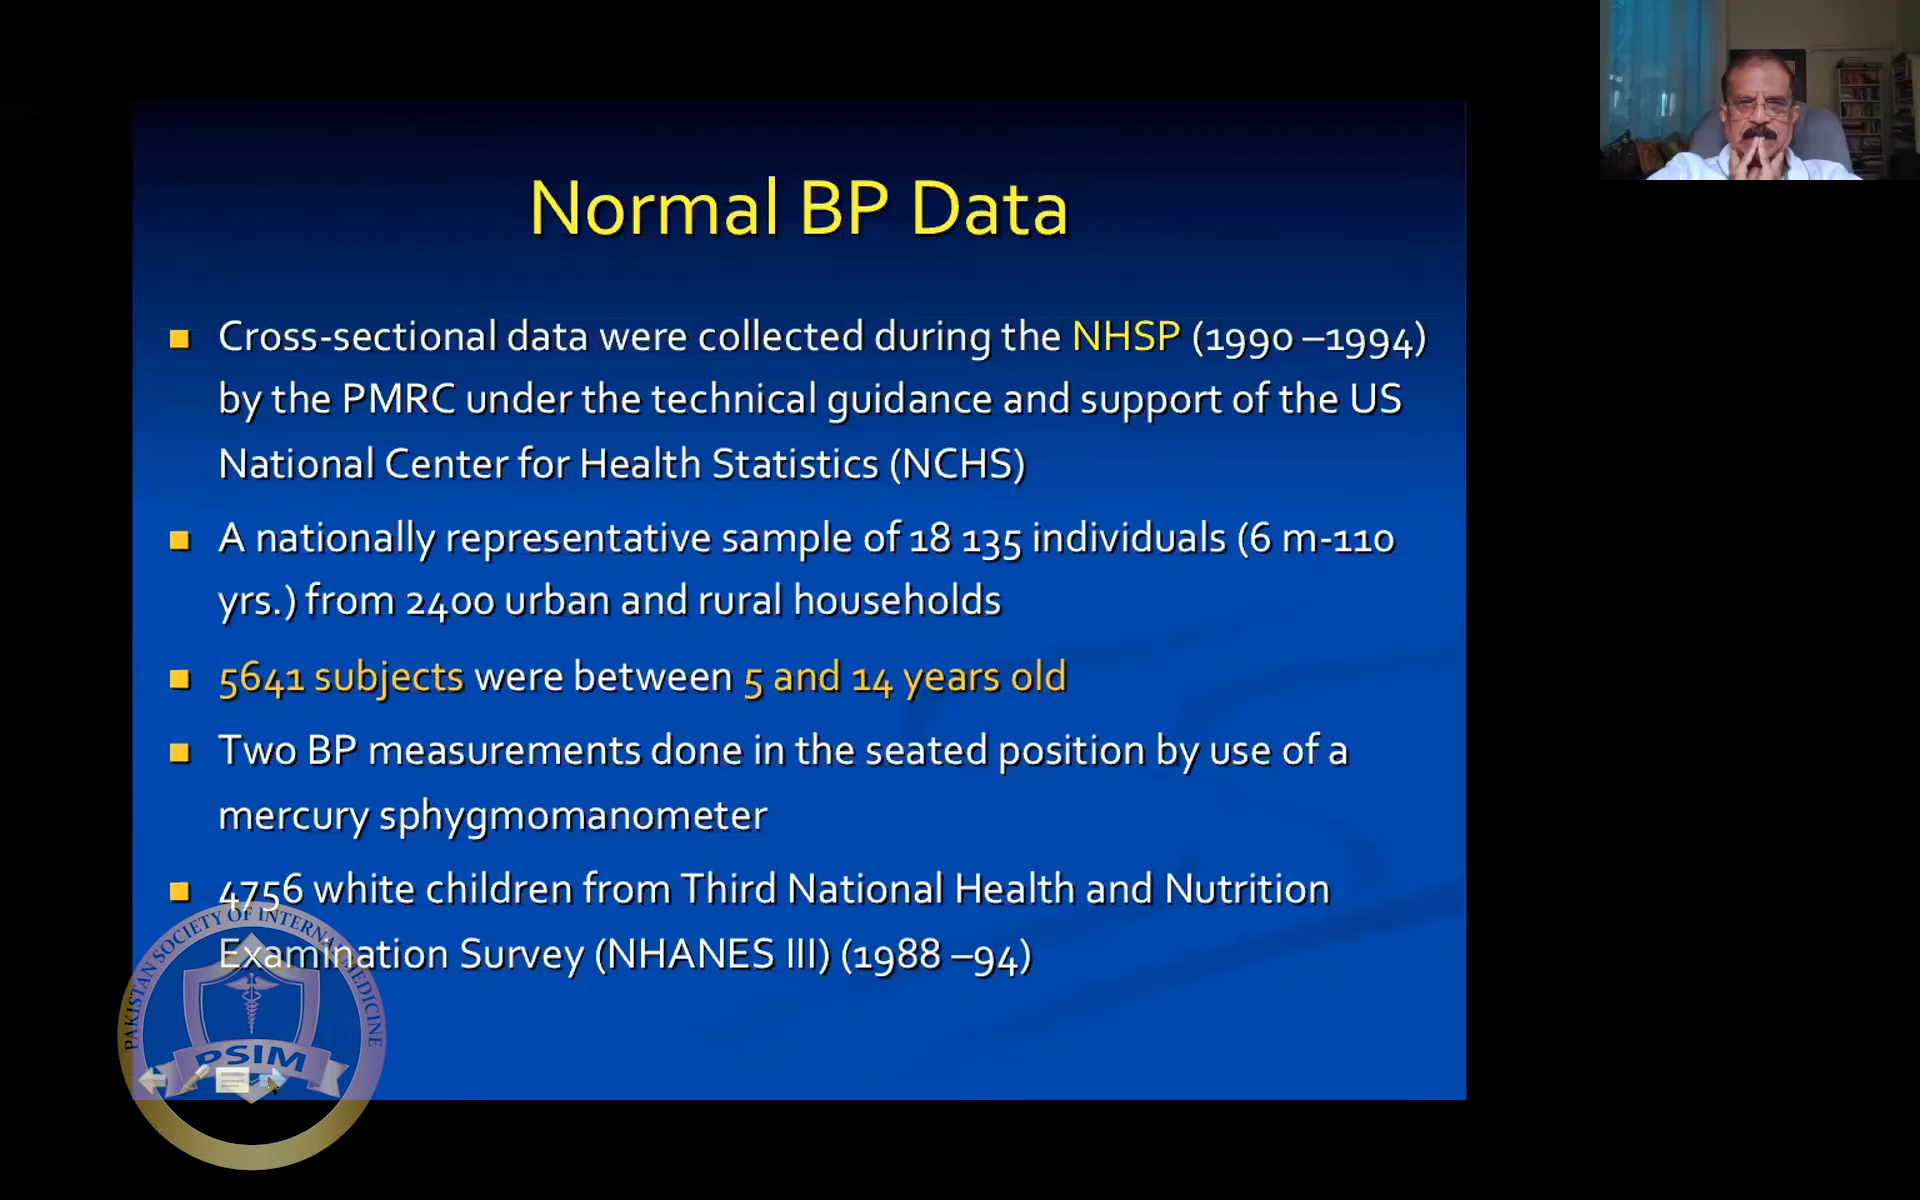 Normal BP Data
Cross-sectional data were collected during the NHSP (1990 –1994)
by the PMRC under the technical guidance and support of the US
National Center for Health Statistics (NCHS)
A nationally representative sample of 18 135 individuals (6 m-110
yrs.) from 2400 urban and rural households
5641 subjects were between 5 and 14 years old
Two BP measurements done in the seated position by use of a
mercury sphygmomanometer
4756 white children from Third National Health and Nutrition
Examination Survey (NHANES III) (1988 –94)
PAKISTAN SOCIETY OF INTERNAL MEDICINE
PSIM